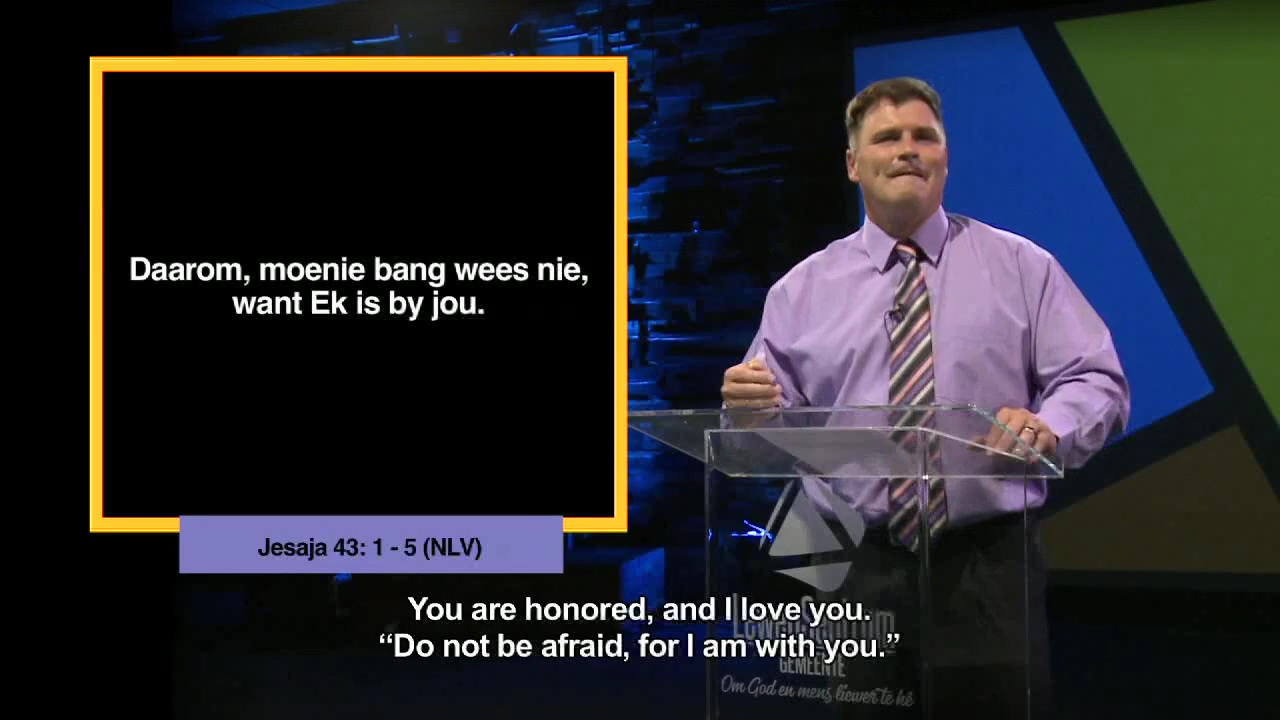 Daarom, moenie bang wees nie,
want Ek is by jou.
Jesaja 43: 1 - 5 (NLV)
You are honored, and I love you.
“Do not be afraid, for I am with you.”
LewenSentrum
GEMEENTE
Om God en mens liewer te hê